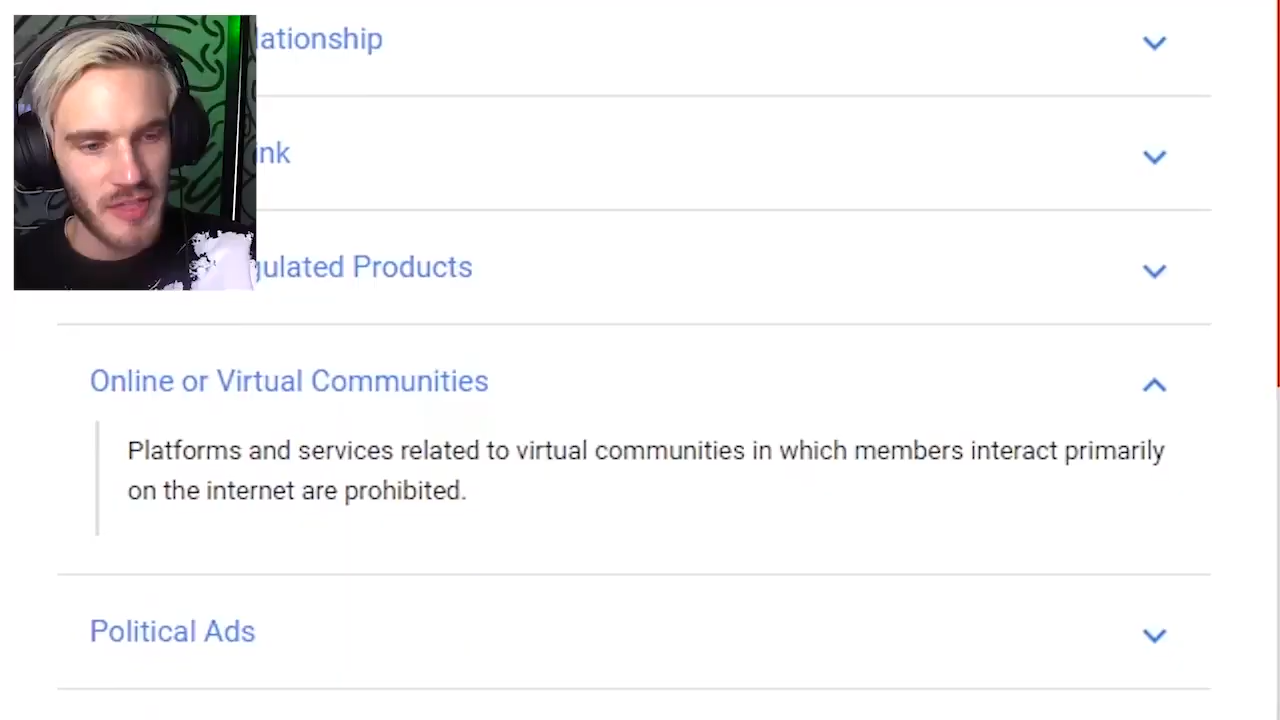 lationship
ink
gulated Products
Online or Virtual Communities
Platforms and services related to virtual communities in which members interact primarily
on the internet are prohibited.
Political Ads